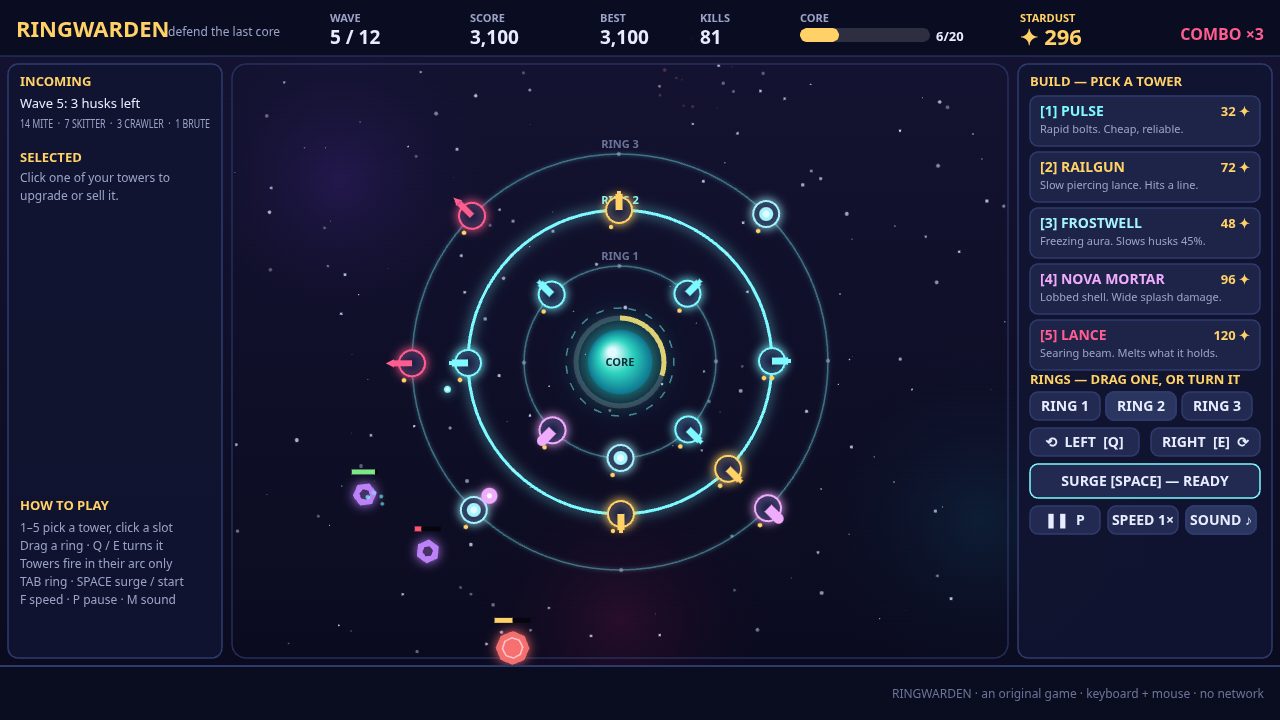 RINGWARDEN defend the last core
WAVE
5 / 12
SCORE
3,100
BEST
3,100
KILLS
81
CORE
6/20
STARDUST
✦ 296
COMBO ×3
INCOMING
Wave 5: 3 husks left
14 MITE · 7 SKITTER · 3 CRAWLER · 1 BRUTE
SELECTED
Click one of your towers to
upgrade or sell it.
HOW TO PLAY
1–5 pick a tower, click a slot
Drag a ring · Q / E turns it
Towers fire in their arc only
TAB ring · SPACE surge / start
F speed · P pause · M sound
RING 3
RING 1
CORE
BUILD — PICK A TOWER
[1] PULSE 32 ✦
Rapid bolts. Cheap, reliable.
[2] RAILGUN 72 ✦
Slow piercing lance. Hits a line.
[3] FROSTWELL 48 ✦
Freezing aura. Slows husks 45%.
[4] NOVA MORTAR 96 ✦
Lobbed shell. Wide splash damage.
[5] LANCE 120 ✦
Searing beam. Melts what it holds.
RINGS — DRAG ONE, OR TURN IT
RING 1 RING 2 RING 3
⟲ LEFT [Q] RIGHT [E] ⟳
SURGE [SPACE] — READY
❚❚ P SPEED 1× SOUND ♪
RINGWARDEN · an original game · keyboard + mouse · no network